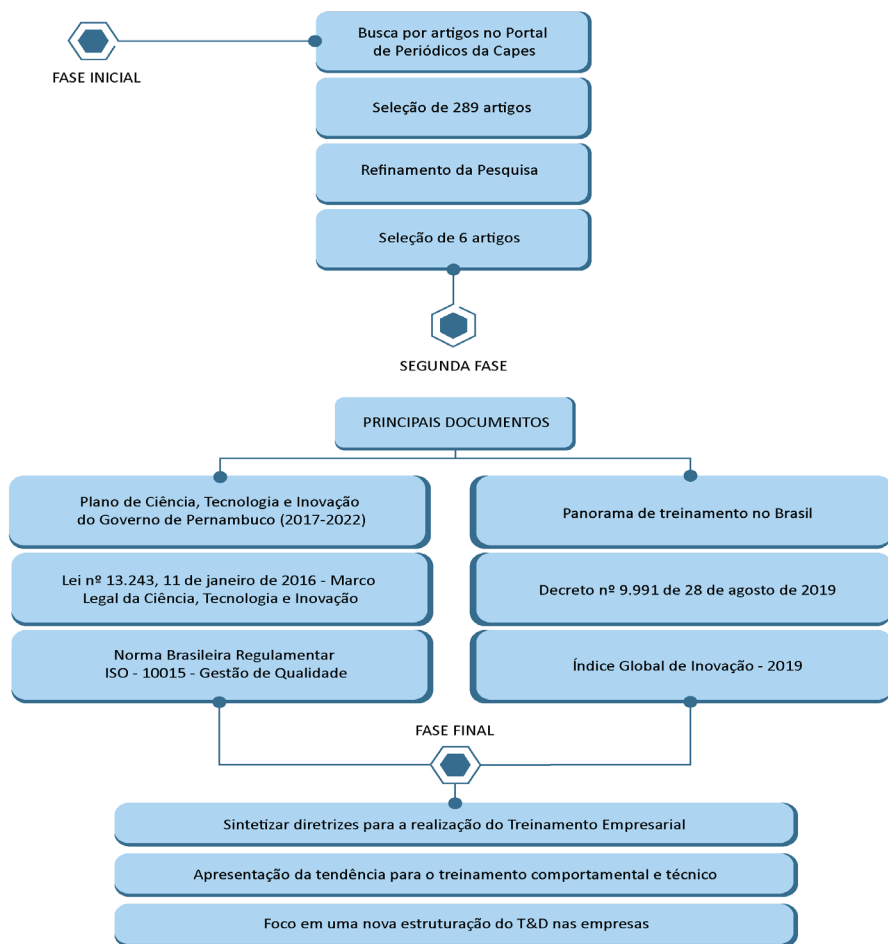 FASE INICIAL
Busca por artigos no Portal
de Periódicos da Capes
Seleção de 289 artigos
Refinamento da Pesquisa
Seleção de 6 artigos
SEGUNDA FASE
PRINCIPAIS DOCUMENTOS
Plano de Ciência, Tecnologia e Inovação
do Governo de Pernambuco (2017-2022)
Lei nº 13.243, 11 de janeiro de 2016 - Marco
Legal da Ciência, Tecnologia e Inovação
Norma Brasileira Regulamentar
ISO - 10015 - Gestão de Qualidade
Panorama de treinamento no Brasil
Decreto nº 9.991 de 28 de agosto de 2019
Índice Global de Inovação - 2019
FASE FINAL
Sintetizar diretrizes para a realização do Treinamento Empresarial
Apresentação da tendência para o treinamento comportamental e técnico
Foco em uma nova estruturação do T&D nas empresas